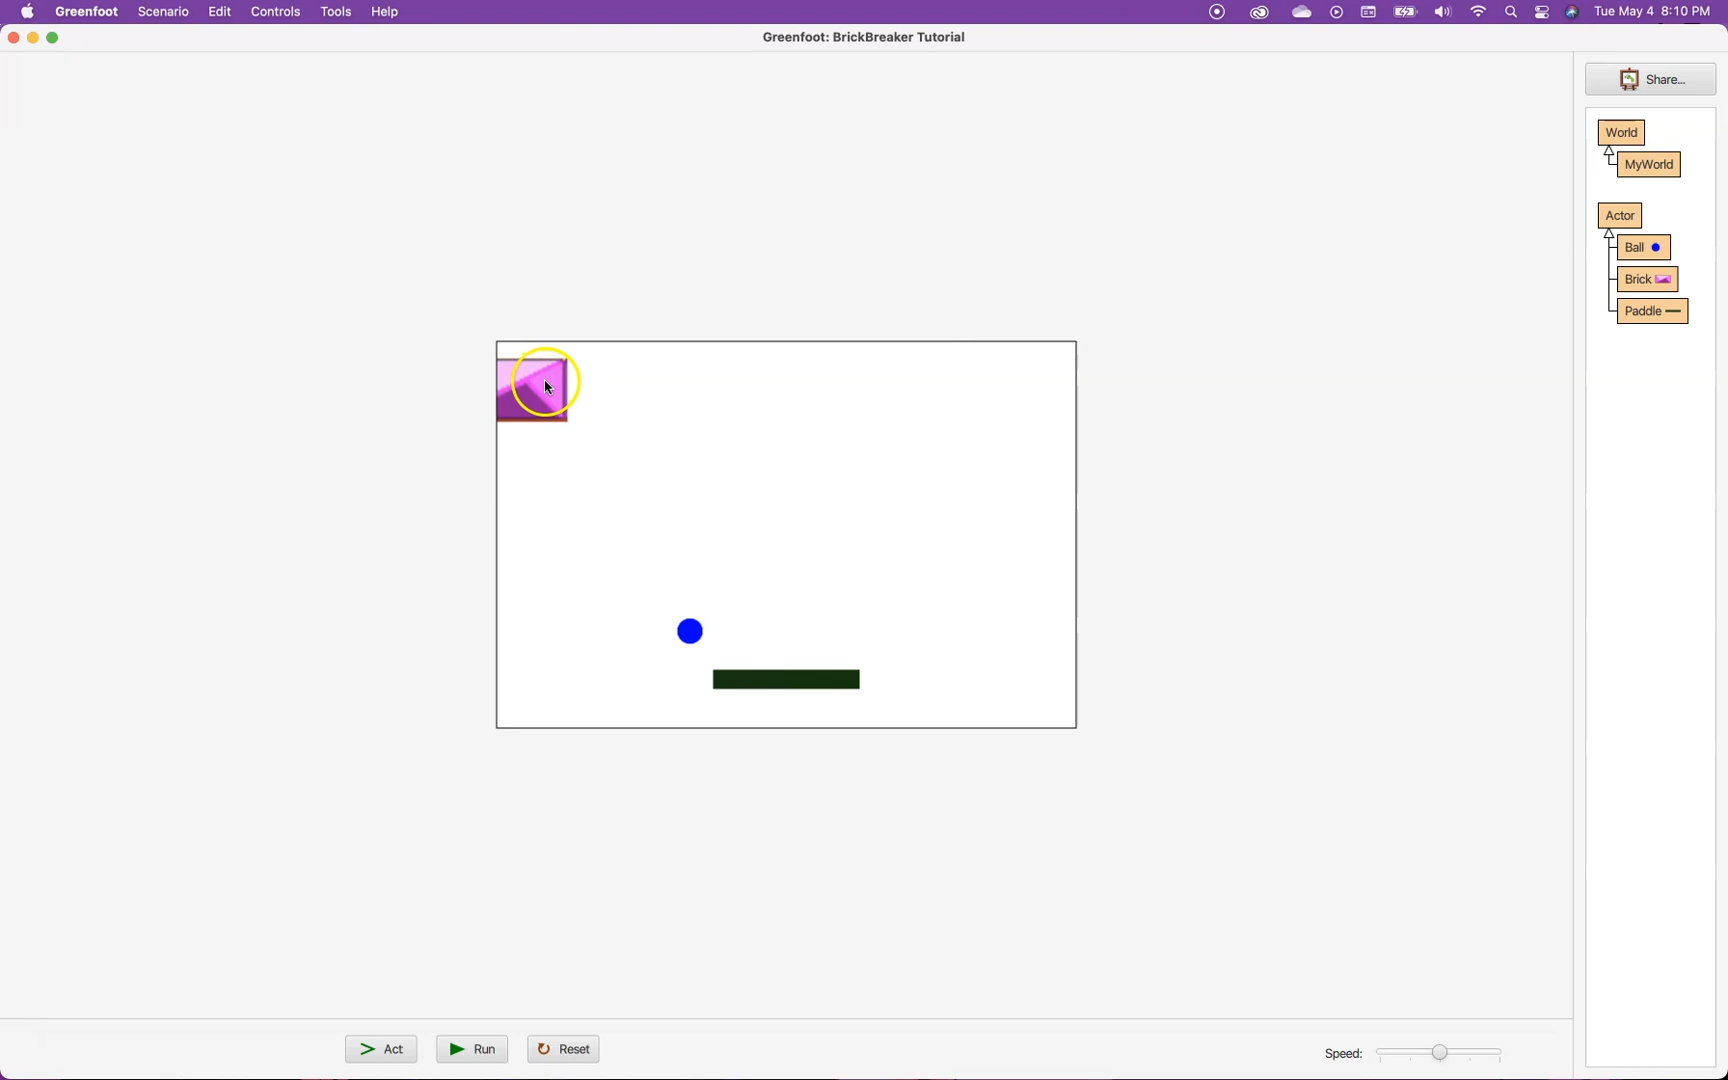 Greenfoot Scenario Edit Controls Tools Help Tue May 4 8:10 PM
Greenfoot: BrickBreaker Tutorial
Share...
World
MyWorld
Actor
Ball
Brick
Paddle
Act Run Reset Speed: